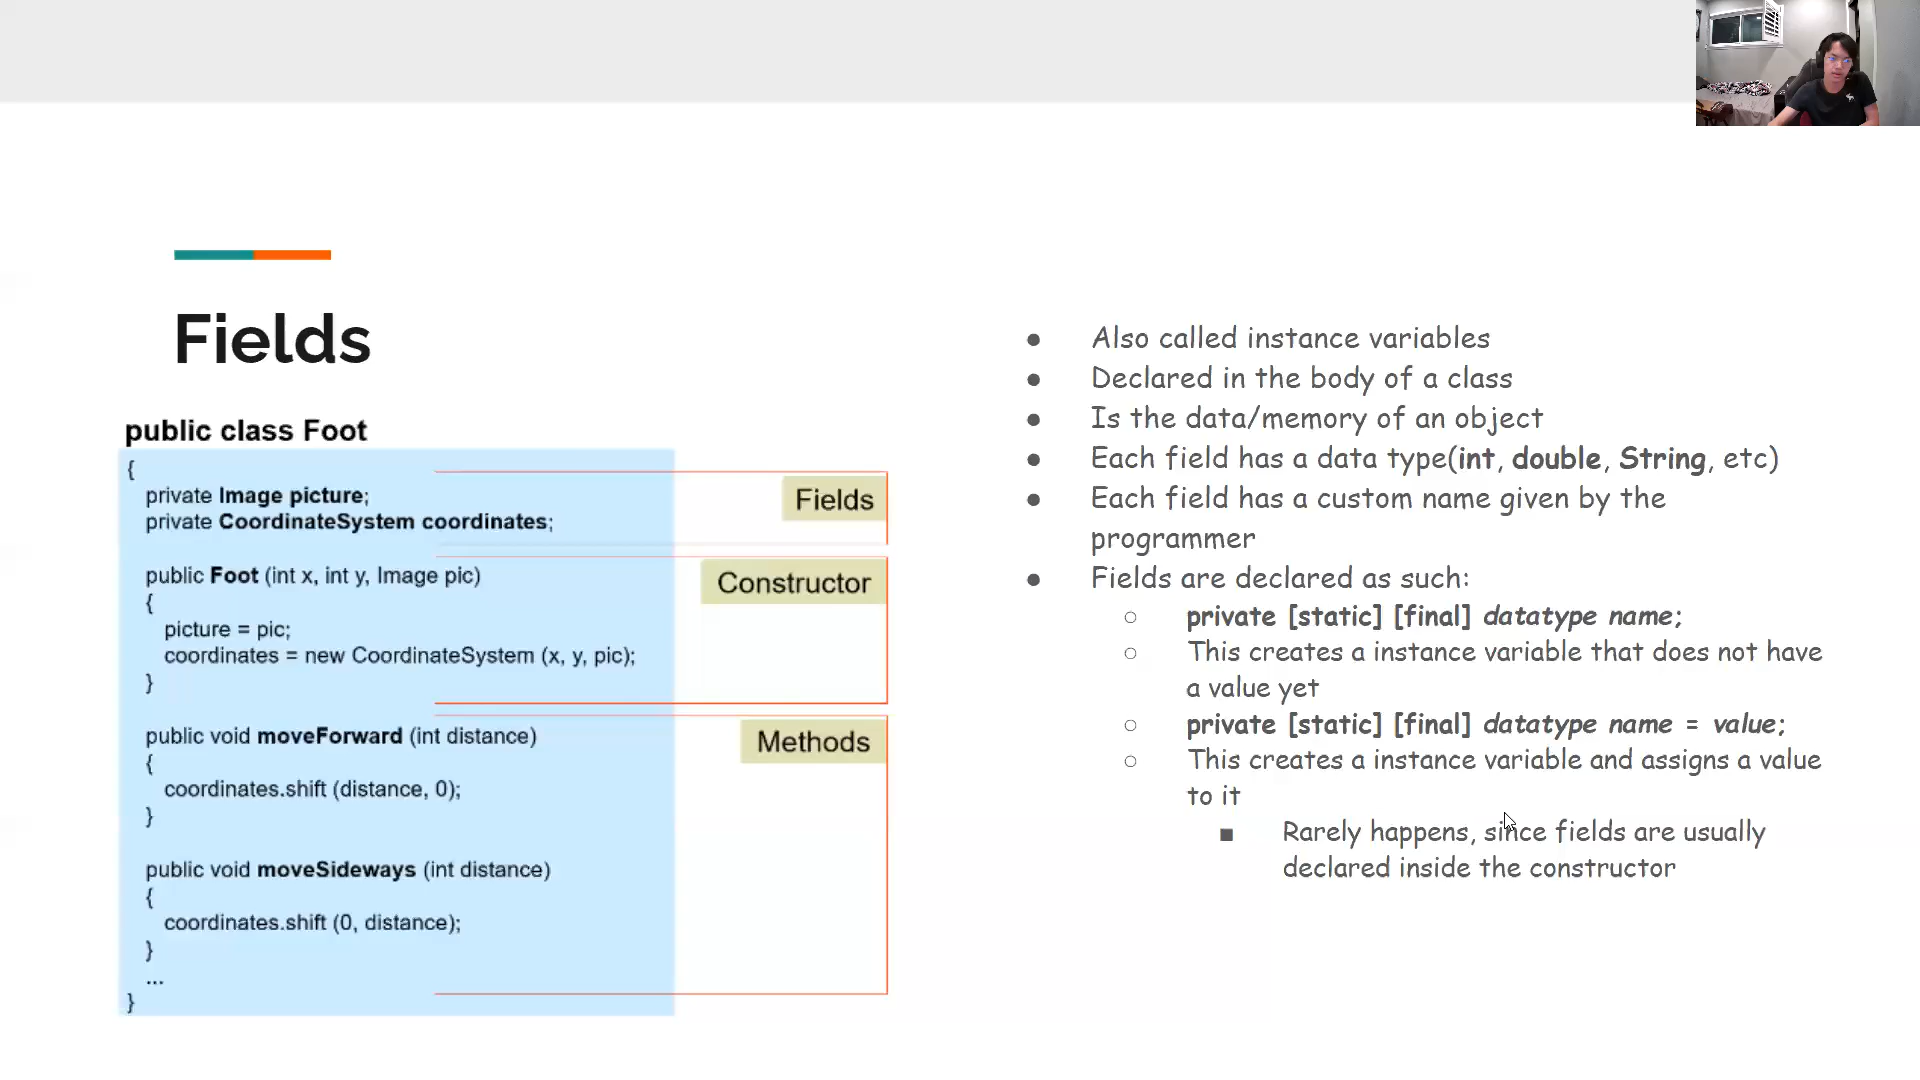 Fields
public class Foot
{
private Image picture;
private CoordinateSystem coordinates;
Fields
public Foot (int x, int y, Image pic)
{
picture = pic;
coordinates = new CoordinateSystem (x, y, pic);
}
Constructor
public void moveForward (int distance)
{
coordinates.shift (distance, 0);
}
public void moveSideways (int distance)
{
coordinates.shift (0, distance);
}
...
}
Methods
● Also called instance variables
● Declared in the body of a class
● Is the data/memory of an object
● Each field has a data type(int, double, String, etc)
● Each field has a custom name given by the
programmer
● Fields are declared as such:
○ private [static] [final] datatype name;
○ This creates a instance variable that does not have
a value yet
○ private [static] [final] datatype name = value;
○ This creates a instance variable and assigns a value
to it
■ Rarely happens, since fields are usually
declared inside the constructor